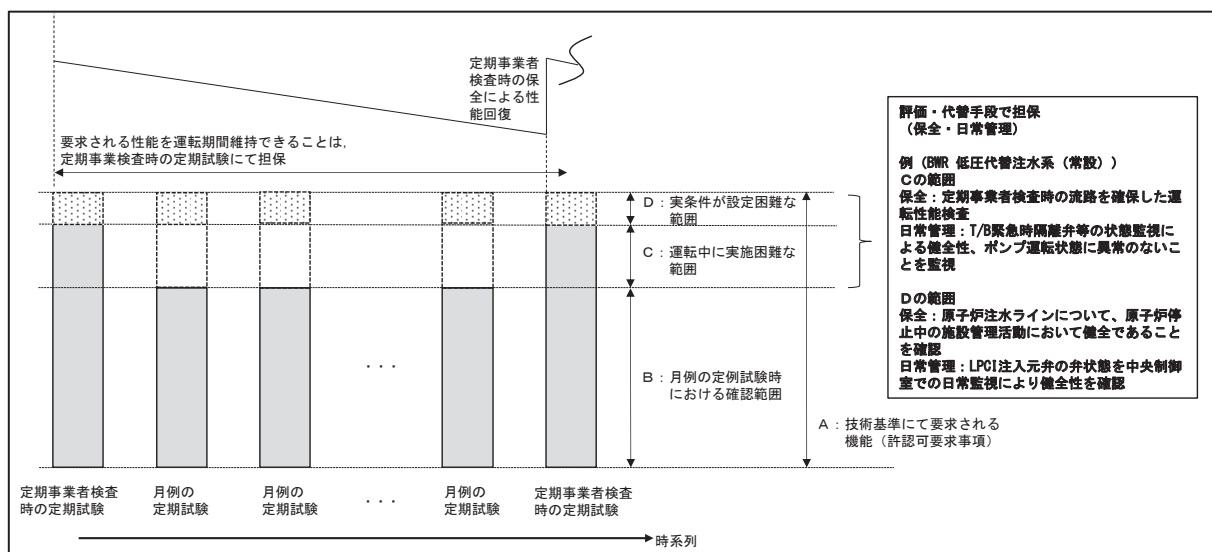 定期事業者
検査時の保
全による性
能回復
要求される性能を運転期間維持できることは，
定期事業検査時の定期試験にて担保
D：実条件が設定困難な
範囲
C：運転中に実施困難な
範囲
B：月例の定例試験時
における確認範囲
A：技術基準にて要求される
機能（許認可要求事項）
評価・代替手段で担保
（保全・日常管理）
例（BWR 低圧代替注水系（常設））
Cの範囲
保全：定期事業者検査時の流路を確保した運
転性能検査
日常管理：T/B緊急時隔離弁等の状態監視
による健全性、ポンプ運転状態に異常のないこ
とを監視
Dの範囲
保全：原子炉注水ラインについて、原子炉停
止中の施設管理活動において健全であること
を確認
日常管理：LPCI注入元弁の弁状態を中央制御
室での日常監視により健全性を確認
・・・
定期事業者検査
時の定期試験
月例の
定期試験
月例の
定期試験
・・・
月例の
定期試験
定期事業者検査
時の定期試験
時系列